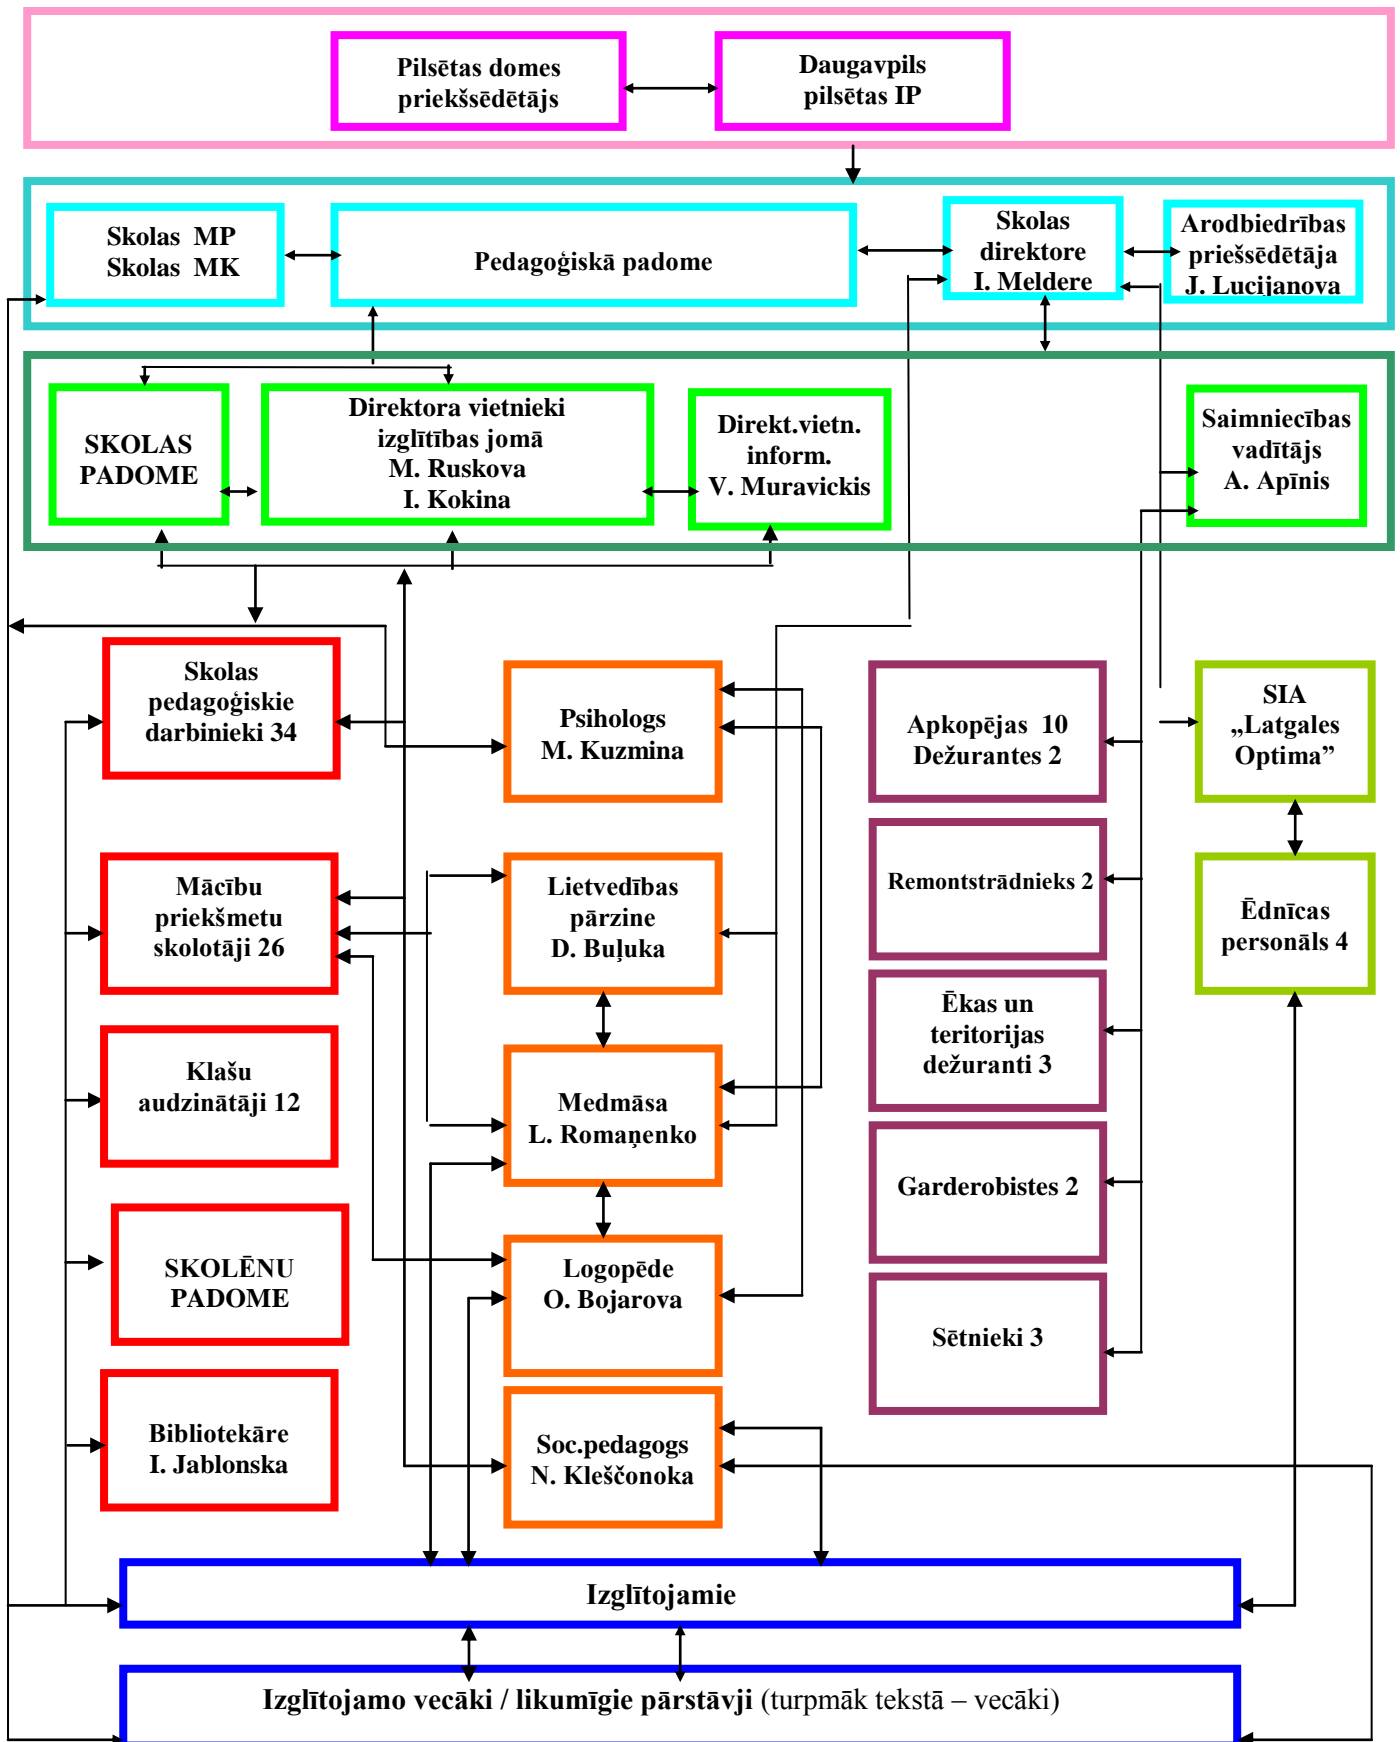 Pilsētas domes
priekšsēdētājs
Daugavpils
pilsētas IP
Skolas MP
Skolas MK
Pedagoģiskā padome
Skolas
direktore
I. Meldere
Arodbiedrības
priešsēdētāja
J. Lucijanova
SKOLAS
PADOME
Direktora vietnieki
izglītības jomā
M. Ruskova
I. Kokina
Direkt.vietn.
inform.
V. Muravickis
Saimniecības
vadītājs
A. Apīnis
Skolas
pedagoģiskie
darbinieki 34
Psihologs
M. Kuzmina
Apkopējas 10
Dežurantes 2
SIA
„Latgales
Optima”
Mācību
priekšmetu
skolotāji 26
Lietvedības
pārzine
D. Buļuka
Remontstrādnieks 2
Ēdnīcas
personāls 4
Klašu
audzinātāji 12
Medmāsa
L. Romaņenko
Ēkas un
teritorijas
dežuranti 3
SKOLĒNU
PADOME
Logopēde
O. Bojarova
Garderobistes 2
Bibliotekāre
I. Jablonska
Soc.pedagogs
N. Kleščonoka
Sētnieki 3
Izglītojamie
Izglītojamo vecāki / likumīgie pārstāvji (turpmāk tekstā – vecāki)